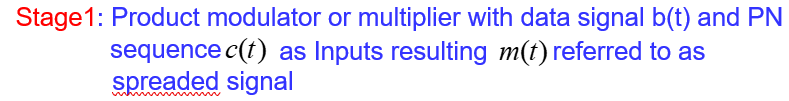 Stage1: Product modulator or multiplier with data signal b(t) and PN
sequence c(t) as Inputs resulting m(t) referred to as
spreaded signal